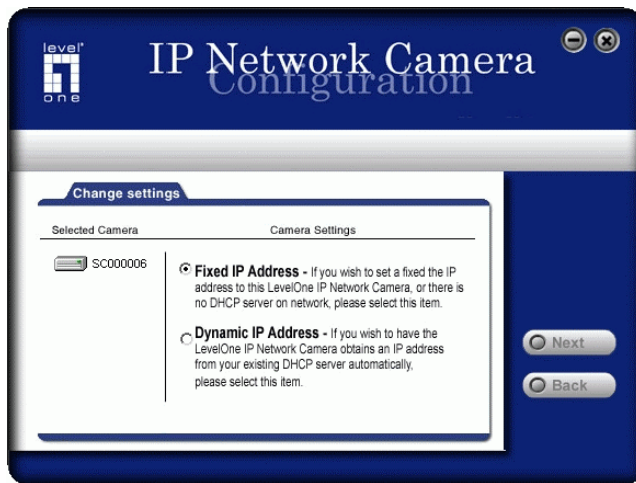 level
one
IP Network Camera
Configuration
Change settings
Selected Camera
Camera Settings
SC000006
Fixed IP Address - If you wish to set a fixed the IP
address to this LevelOne IP Network Camera, or there is
no DHCP server on network, please select this item.
Dynamic IP Address - If you wish to have the
LevelOne IP Network Camera obtains an IP address
from your existing DHCP server automatically,
please select this item.
Next
Back